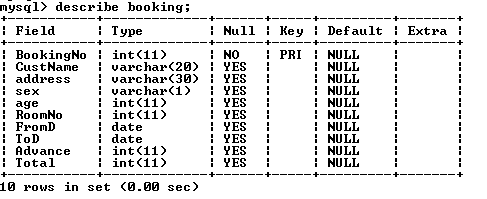 mysql> describe booking;
| Field | Type | Null | Key | Default | Extra |
| BookingNo | int(11) | NO | PRI | NULL | |
| CustName | varchar(20) | YES | | NULL | |
| address | varchar(30) | YES | | NULL | |
| sex | varchar(1) | YES | | NULL | |
| age | int(11) | YES | | NULL | |
| RoomNo | int(11) | YES | | NULL | |
| FromD | date | YES | | NULL | |
| ToD | date | YES | | NULL | |
| Advance | int(11) | YES | | NULL | |
| Total | int(11) | YES | | NULL | |
10 rows in set (0.00 sec)